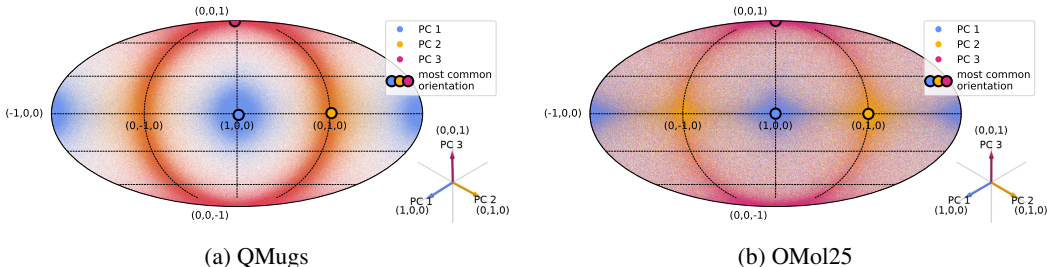 (0,0,1)
PC 1
PC 2
PC 3
most common
orientation
(-1,0,0)
(0,-1,0)
(1,0,0)
(0,1,0)
(0,0,-1)
(0,0,1)
PC 3
PC 1
(1,0,0)
PC 2
(0,1,0)
(a) QMugs
(0,0,1)
PC 1
PC 2
PC 3
most common
orientation
(-1,0,0)
(0,-1,0)
(1,0,0)
(0,1,0)
(0,0,-1)
(0,0,1)
PC 3
PC 1
(1,0,0)
PC 2
(0,1,0)
(b) OMol25